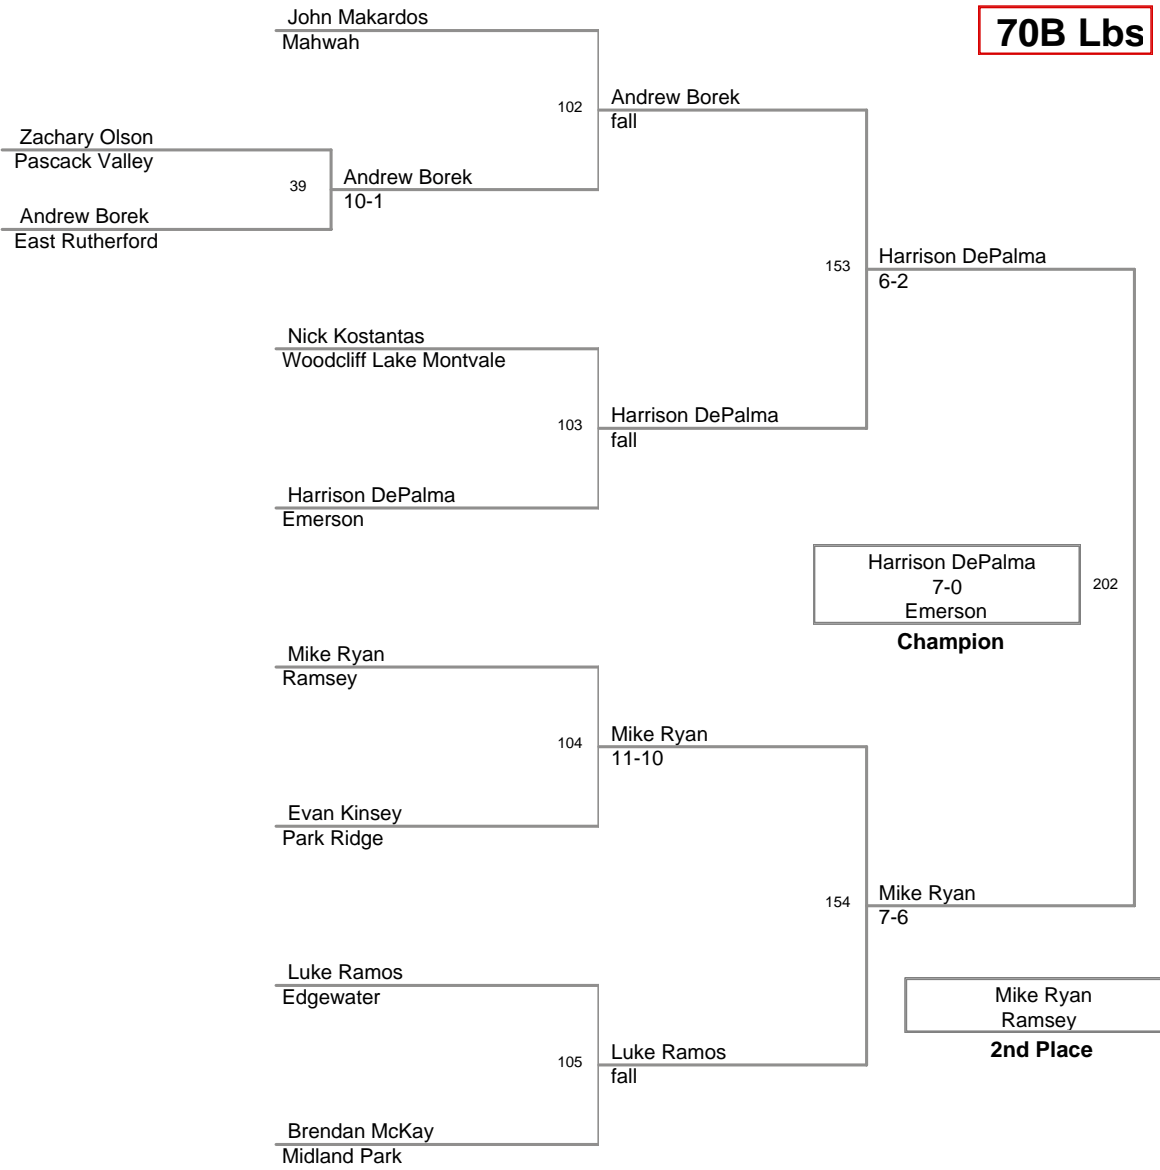 John Makardos
Mahwah
70B Lbs
102
Andrew Borek
fall
Zachary Olson
Pascack Valley
39
Andrew Borek
10-1
Andrew Borek
East Rutherford
153
Harrison DePalma
6-2
Nick Kostantas
Woodcliff Lake Montvale
103
Harrison DePalma
fall
Harrison DePalma
Emerson
Harrison DePalma
7-0
Emerson
202
Champion
Mike Ryan
Ramsey
104
Mike Ryan
11-10
Evan Kinsey
Park Ridge
154
Mike Ryan
7-6
Luke Ramos
Edgewater
Mike Ryan
Ramsey
2nd Place
105
Luke Ramos
fall
Brendan McKay
Midland Park